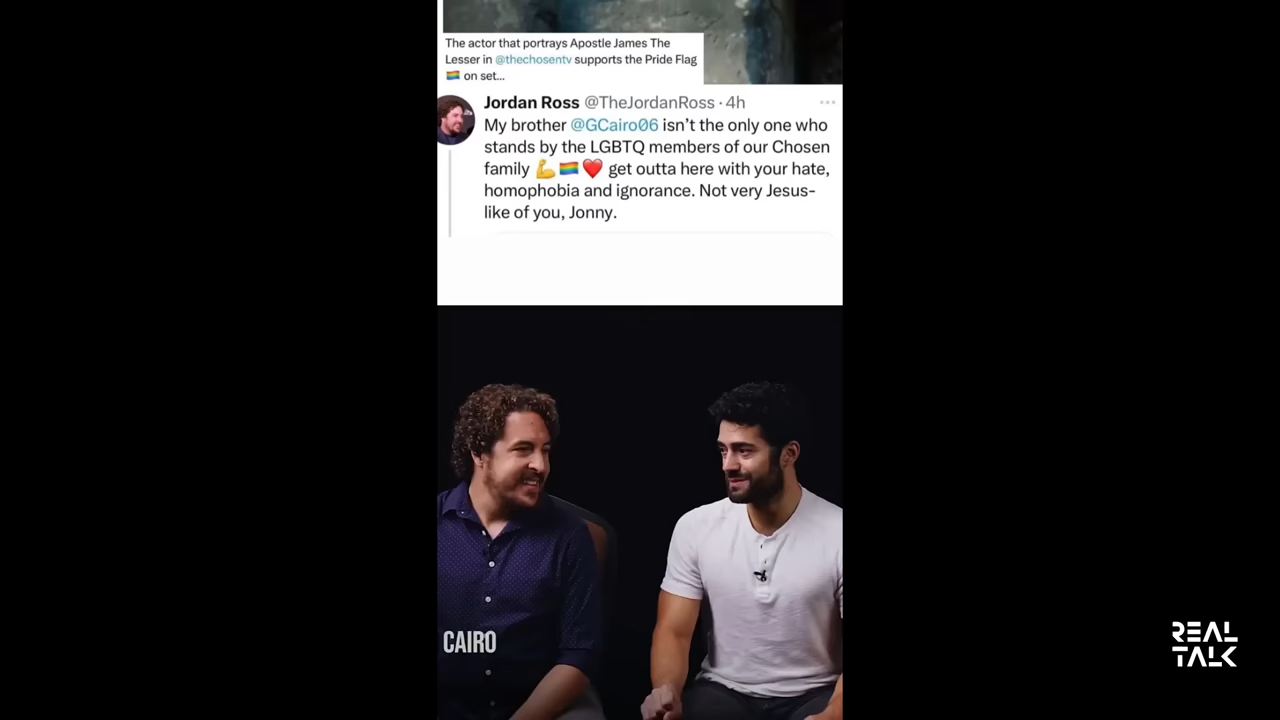 The actor that portrays Apostle James The
Lesser in @thechosentv supports the Pride Flag
🏳️‍🌈 on set...
Jordan Ross @TheJordanRoss · 4h
My brother @GCairo06 isn't the only one who
stands by the LGBTQ members of our Chosen
family 💪🏳️‍🌈❤️ get outta here with your hate,
homophobia and ignorance. Not very Jesus-
like of you, Jonny.
CAIRO
REAL
TALK